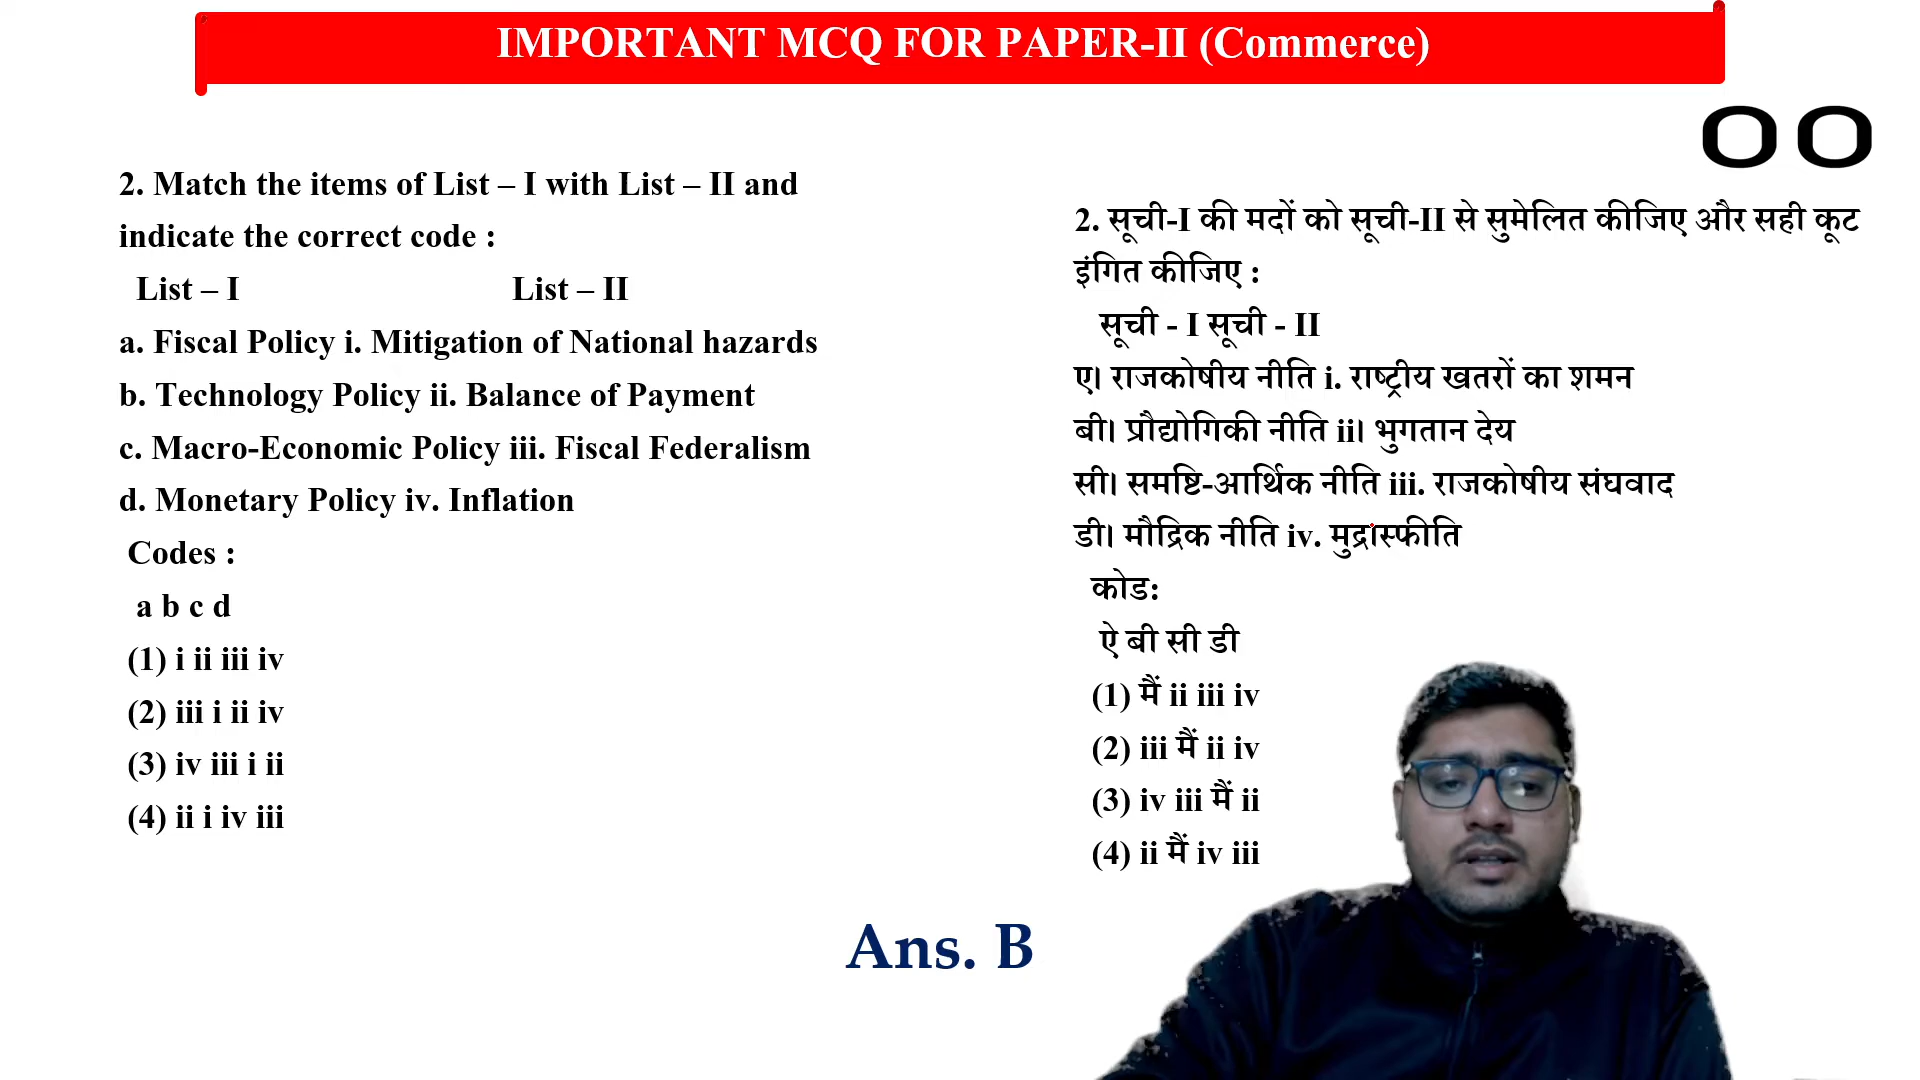 IMPORTANT MCQ FOR PAPER-II (Commerce)
00
2. Match the items of List – I with List – II and
indicate the correct code :
List – I List – II
a. Fiscal Policy i. Mitigation of National hazards
b. Technology Policy ii. Balance of Payment
c. Macro-Economic Policy iii. Fiscal Federalism
d. Monetary Policy iv. Inflation
Codes :
a b c d
(1) i ii iii iv
(2) iii i ii iv
(3) iv iii i ii
(4) ii i iv iii
2. सूची-I की मदों को सूची-II से सुमेलित कीजिए और सही कूट
इंगित कीजिए :
सूची - I सूची - II
ए। राजकोषीय नीति i. राष्ट्रीय खतरों का शमन
बी। प्रौद्योगिकी नीति ii। भुगतान देय
सी। समष्टि-आर्थिक नीति iii. राजकोषीय संघवाद
डी। मौद्रिक नीति iv. मुद्रास्फीति
कोड:
ऐ बी सी डी
(1) मैं ii iii iv
(2) iii मैं ii iv
(3) iv iii मैं ii
(4) ii मैं iv iii
Ans. B